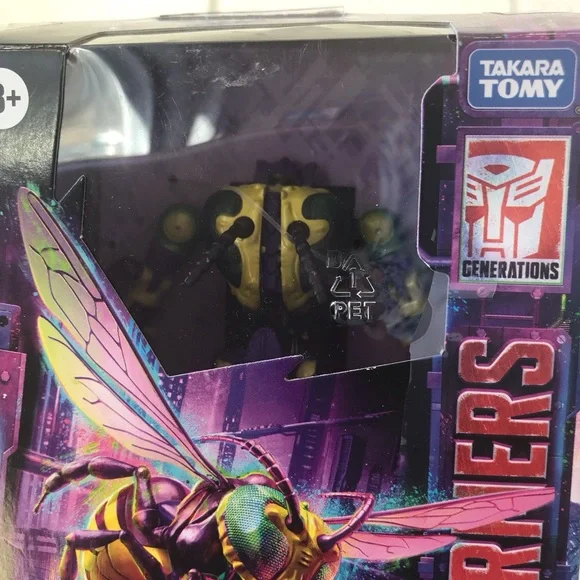 8+
TAKARA
TOMY
GENERATIONS
PET
RMERS